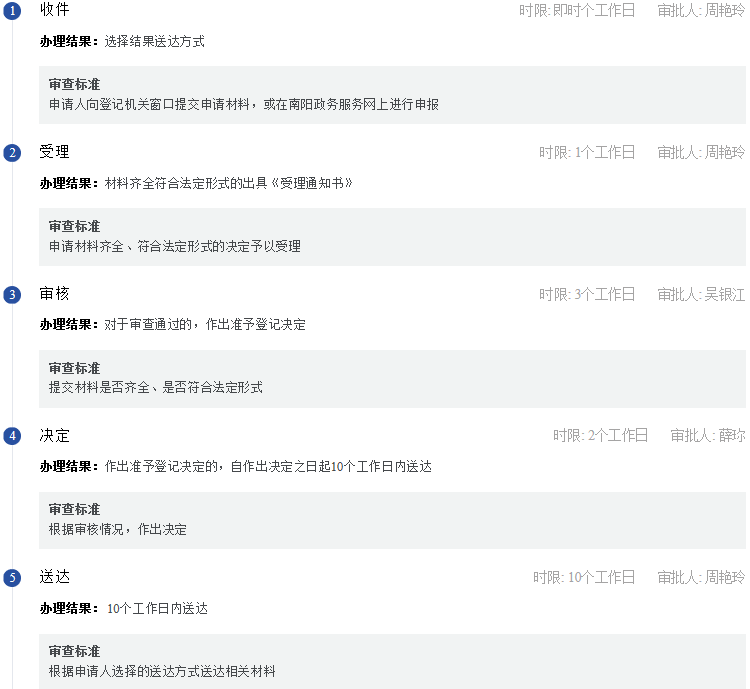 1 收件 时限: 即时个工作日 审批人: 周艳玲
办理结果：选择结果送达方式
审查标准
申请人向登记机关窗口提交申请材料，或在南阳政务服务网上进行申报
2 受理 时限: 1个工作日 审批人: 周艳玲
办理结果：材料齐全符合法定形式的出具《受理通知书》
审查标准
申请材料齐全、符合法定形式的决定予以受理
3 审核 时限: 3个工作日 审批人: 吴银江
办理结果：对于审查通过的，作出准予登记决定
审查标准
提交材料是否齐全、是否符合法定形式
4 决定 时限: 2个工作日 审批人: 薛珎
办理结果：作出准予登记决定的，自作出决定之日起10个工作日内送达
审查标准
根据审核情况，作出决定
5 送达 时限: 10个工作日 审批人: 周艳玲
办理结果：10个工作日内送达
审查标准
根据申请人选择的送达方式送达相关材料